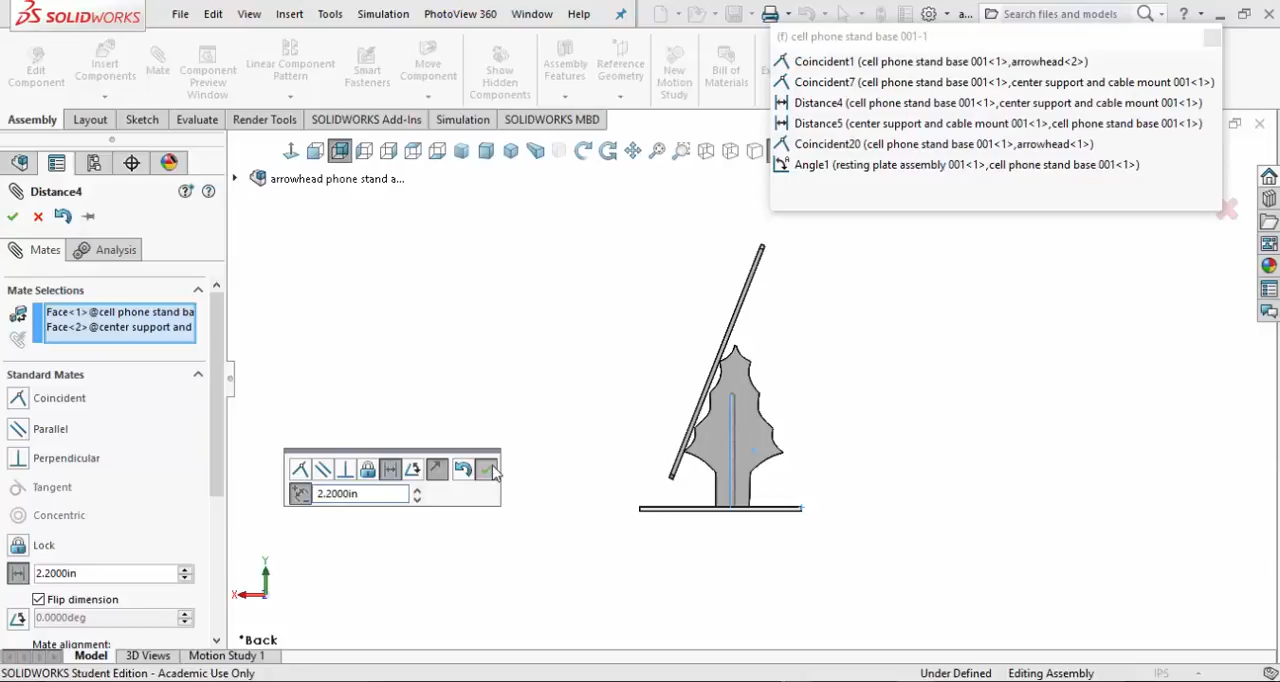 SOLIDWORKS
File Edit View Insert Tools Simulation PhotoView 360 Window Help
a...
Search files and models
?
Edit Component
Insert Components
Mate
Component Preview Window
Linear Component Pattern
Smart Fasteners
Move Component
Show Hidden Components
Assembly Features
Reference Geometry
New Motion Study
Bill of Materials
(f) cell phone stand base 001-1
Coincident1 (cell phone stand base 001<1>,arrowhead<2>)
Coincident7 (cell phone stand base 001<1>,center support and cable mount 001<1>)
Distance4 (cell phone stand base 001<1>,center support and cable mount 001<1>)
Distance5 (center support and cable mount 001<1>,cell phone stand base 001<1>)
Coincident20 (cell phone stand base 001<1>,arrowhead<1>)
Angle1 (resting plate assembly 001<1>,cell phone stand base 001<1>)
Assembly Layout Sketch Evaluate Render Tools SOLIDWORKS Add-Ins Simulation SOLIDWORKS MBD
arrowhead phone stand a...
Distance4
Mates Analysis
Mate Selections
Face<1>@cell phone stand ba
Face<2>@center support and
Standard Mates
Coincident
Parallel
Perpendicular
Tangent
Concentric
Lock
2.2000in
Flip dimension
0.0000deg
Mate alignment:
2.2000in
Y
X
*Back
Model 3D Views Motion Study 1
SOLIDWORKS Student Edition - Academic Use Only
Under Defined Editing Assembly IPS